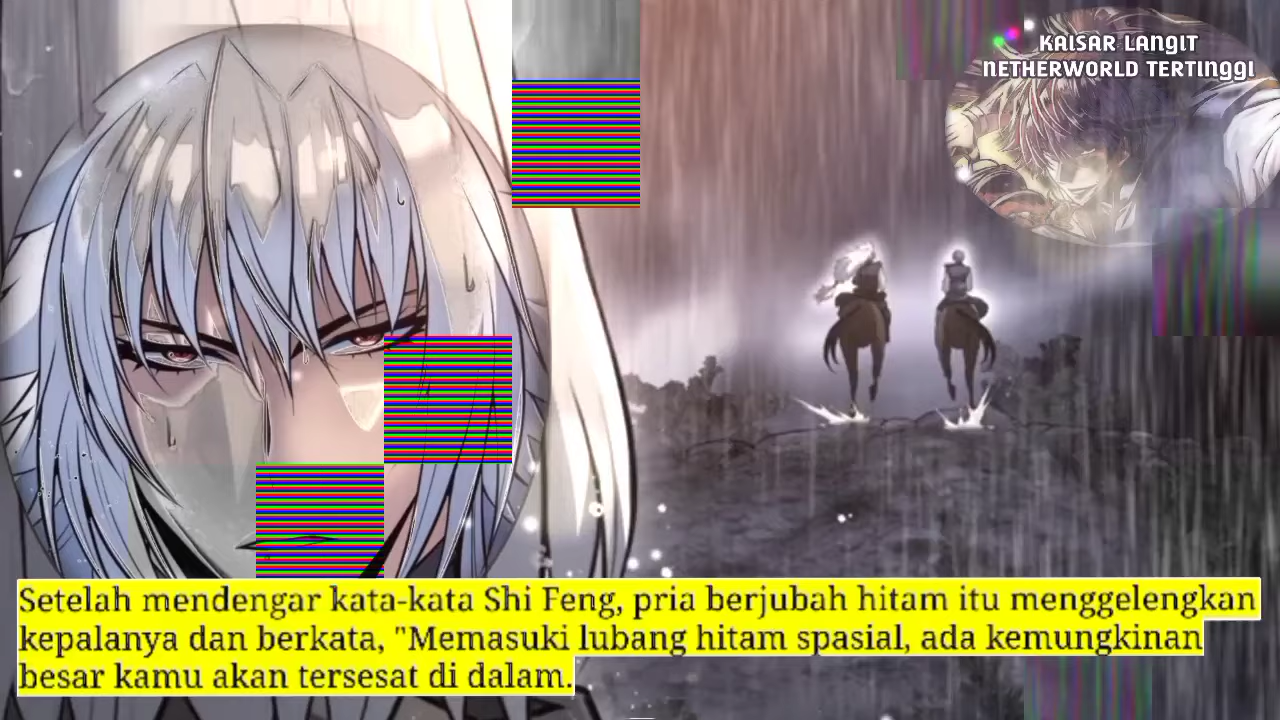 KAISAR LANGIT
NETHERWORLD TERTINGGI
Setelah mendengar kata-kata Shi Feng, pria berjubah hitam itu menggelengkan
kepalanya dan berkata, "Memasuki lubang hitam spasial, ada kemungkinan
besar kamu akan tersesat di dalam.